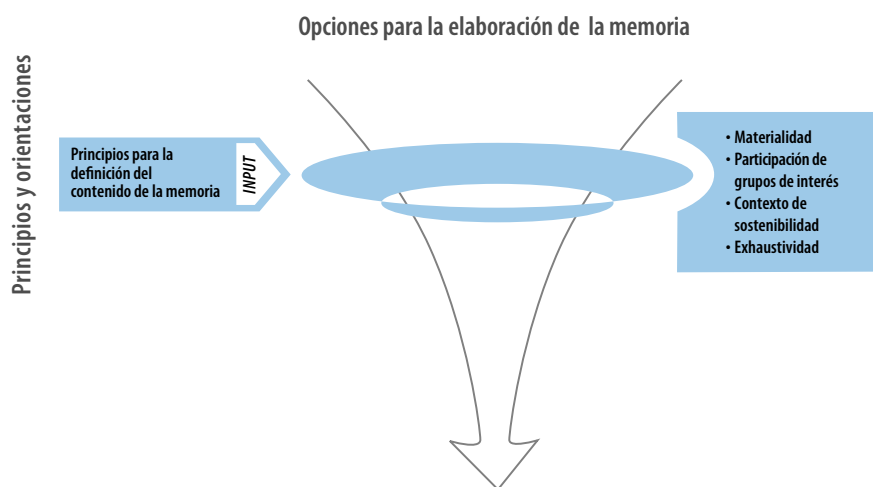 Opciones para la elaboración de la memoria
Principios y orientaciones
Principios para la
definición del
contenido de la memoria
INPUT
• Materialidad
• Participación de
grupos de interés
• Contexto de
sostenibilidad
• Exhaustividad